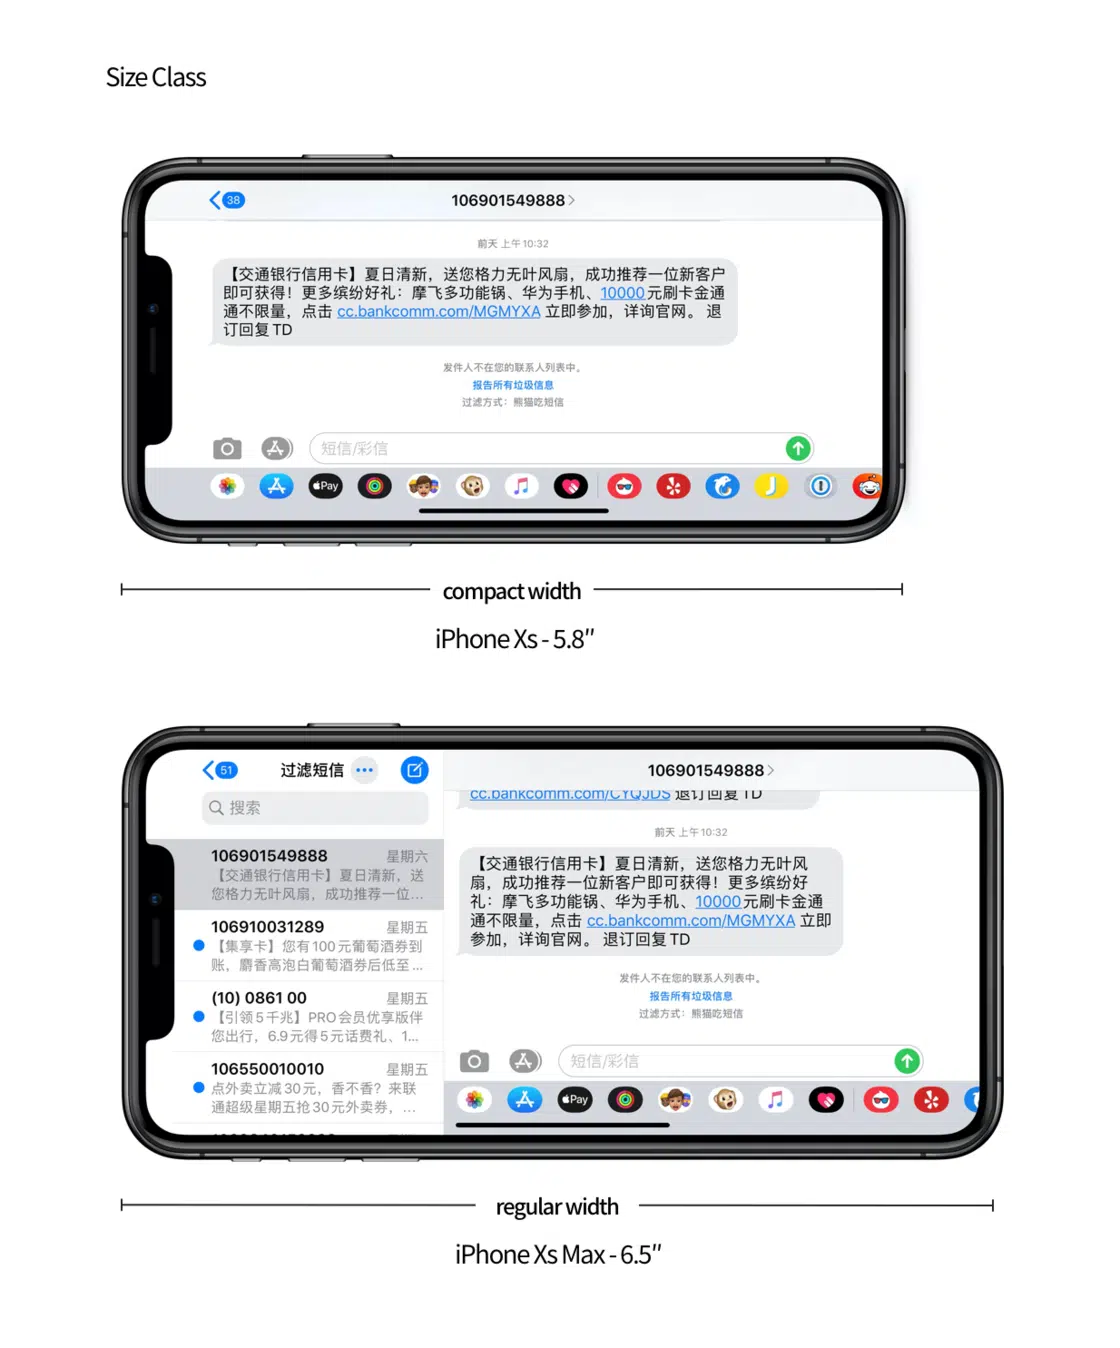 Size Class
38
106901549888
前天 上午10:32
【交通银行信用卡】夏日清新，送您格力无叶风扇，成功推荐一位新客户
即可获得！更多缤纷好礼：摩飞多功能锅、华为手机、10000元刷卡金通
通不限量，点击 cc.bankcomm.com/MGMYXA 立即参加，详询官网。 退
订回复TD
发件人不在您的联系人列表中。
报告所有垃圾信息
过滤方式：熊猫吃短信
短信/彩信
Pay
compact width
iPhone Xs - 5.8″
51
过滤短信
搜索
106901549888 星期六
【交通银行信用卡】夏日清新，送
您格力无叶风扇，成功推荐一位...
106910031289 星期五
【集享卡】您有100元葡萄酒券到
账，麝香高泡白葡萄酒券后低至...
(10) 0861 00 星期五
【引领5千兆】PRO会员优享版伴
您出行，6.9元得5元话费礼、1...
106550010010 星期五
点外卖立减30元，香不香？来联
通超级星期五抢30元外卖券，...
106901549888
cc.bankcomm.com/CYQJDS 退订回复TD
前天 上午10:32
【交通银行信用卡】夏日清新，送您格力无叶风
扇，成功推荐一位新客户即可获得！更多缤纷好
礼：摩飞多功能锅、华为手机、10000元刷卡金通
通不限量，点击 cc.bankcomm.com/MGMYXA 立即
参加，详询官网。 退订回复TD
发件人不在您的联系人列表中。
报告所有垃圾信息
过滤方式：熊猫吃短信
短信/彩信
Pay
regular width
iPhone Xs Max - 6.5″